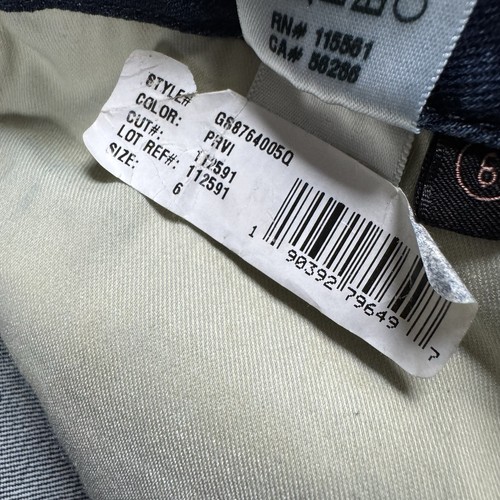 RN# 115561
CA# 56286
STYLE#: GS8764005Q
COLOR: PRVI
CUT#: 112591
LOT REF#: 112591
SIZE: 6
1 90392 79649 7
6